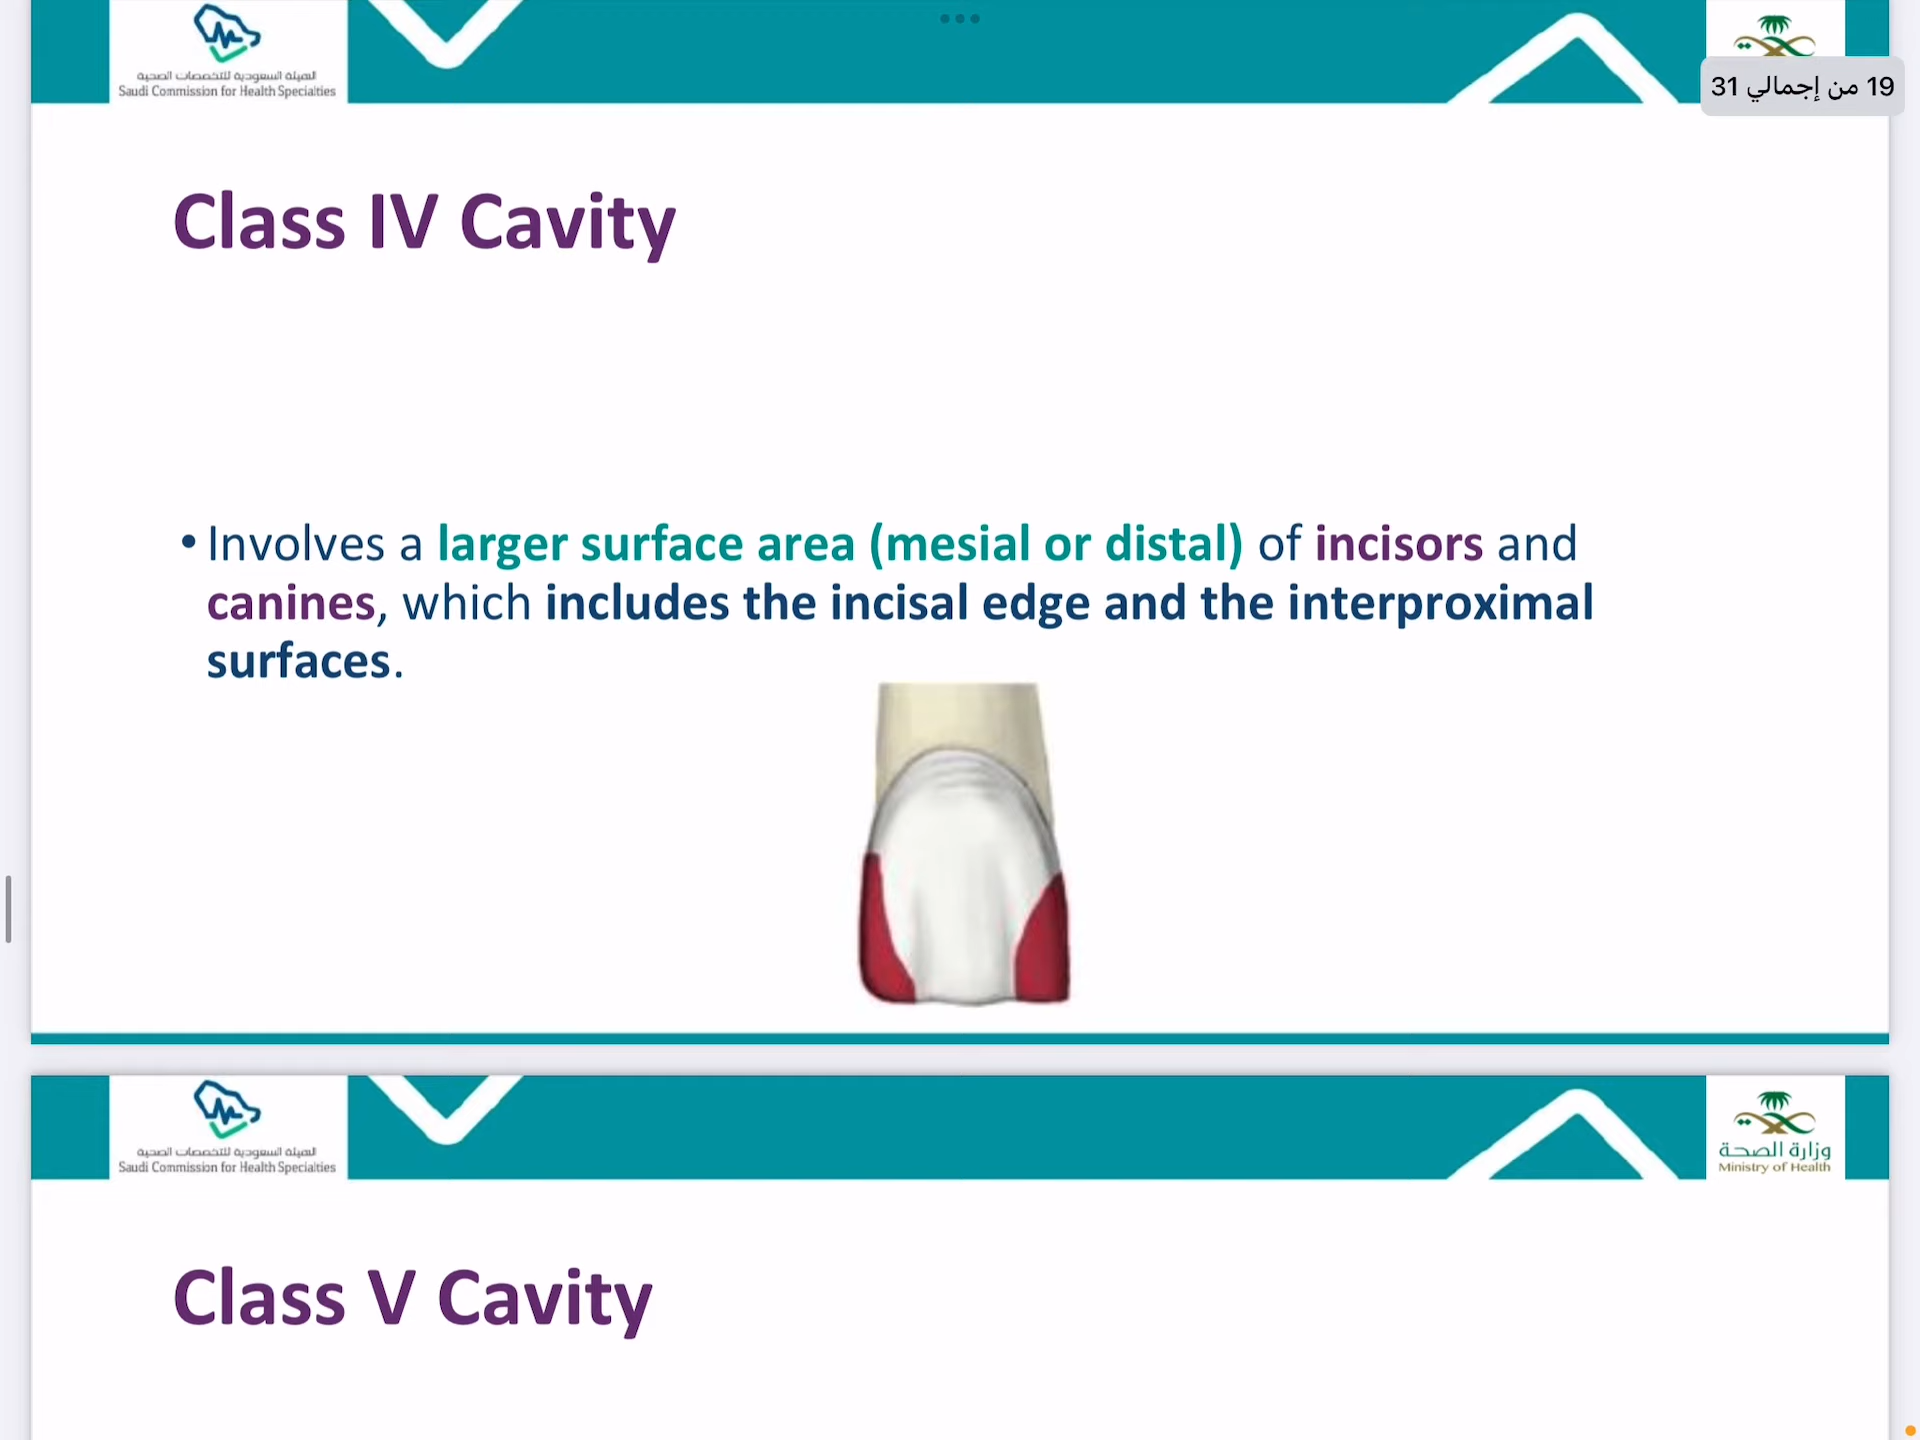 الهيئة السعودية للتخصصات الصحية
Saudi Commission for Health Specialties
19 من إجمالي 31
Class IV Cavity
• Involves a larger surface area (mesial or distal) of incisors and
canines, which includes the incisal edge and the interproximal
surfaces.
الهيئة السعودية للتخصصات الصحية
Saudi Commission for Health Specialties
وزارة الصحة
Ministry of Health
Class V Cavity